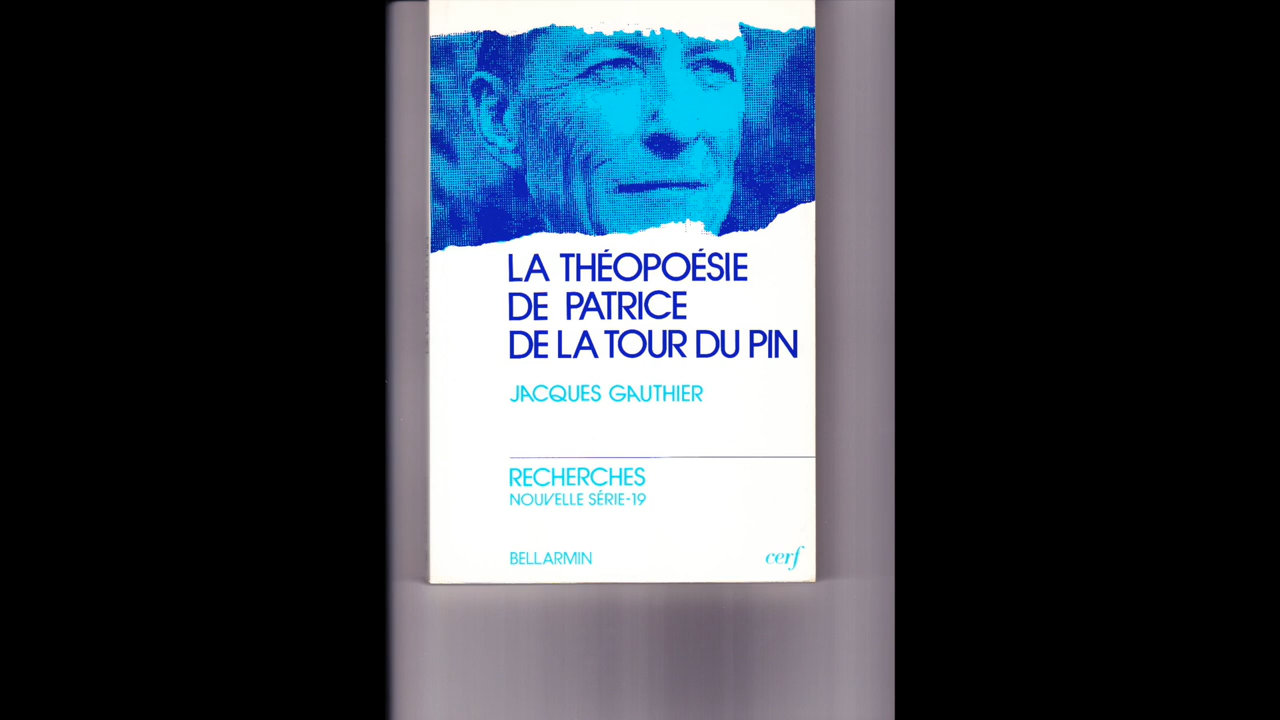 LA THÉOPOÉSIE
DE PATRICE
DE LA TOUR DU PIN
JACQUES GAUTHIER
RECHERCHES
NOUVELLE SÉRIE-19
BELLARMIN
cerf